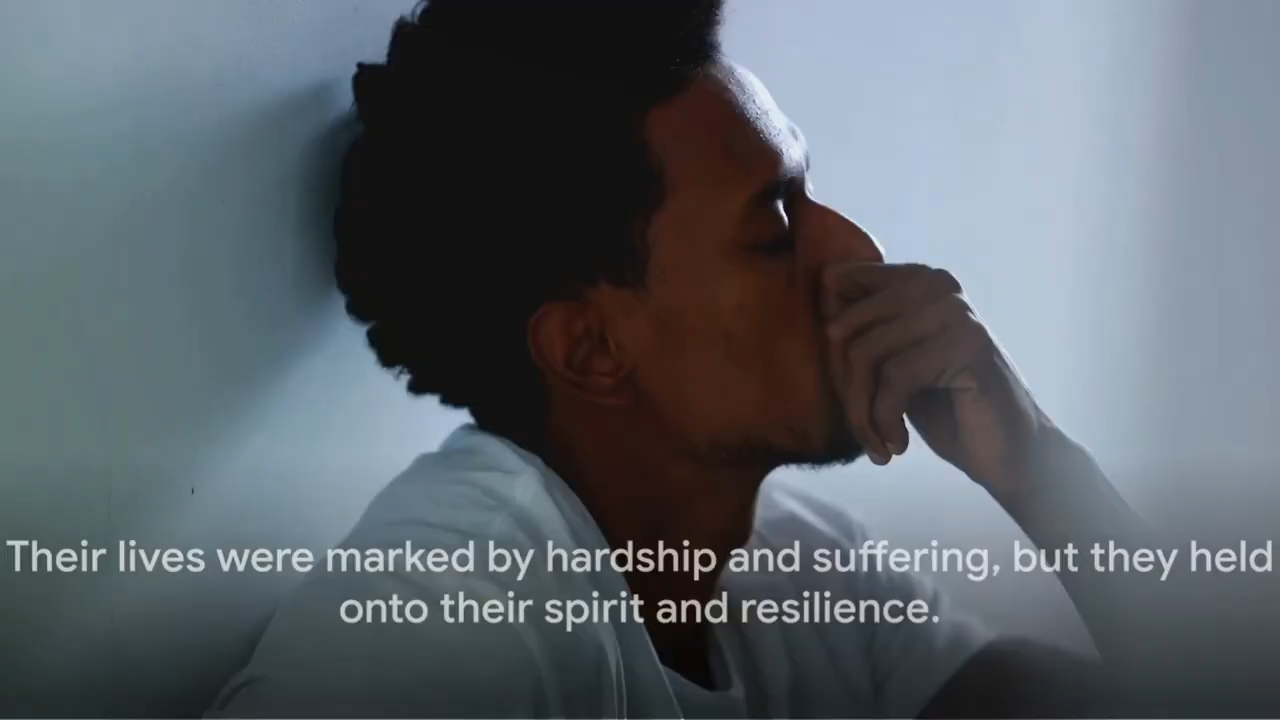 Their lives were marked by hardship and suffering, but they held
onto their spirit and resilience.